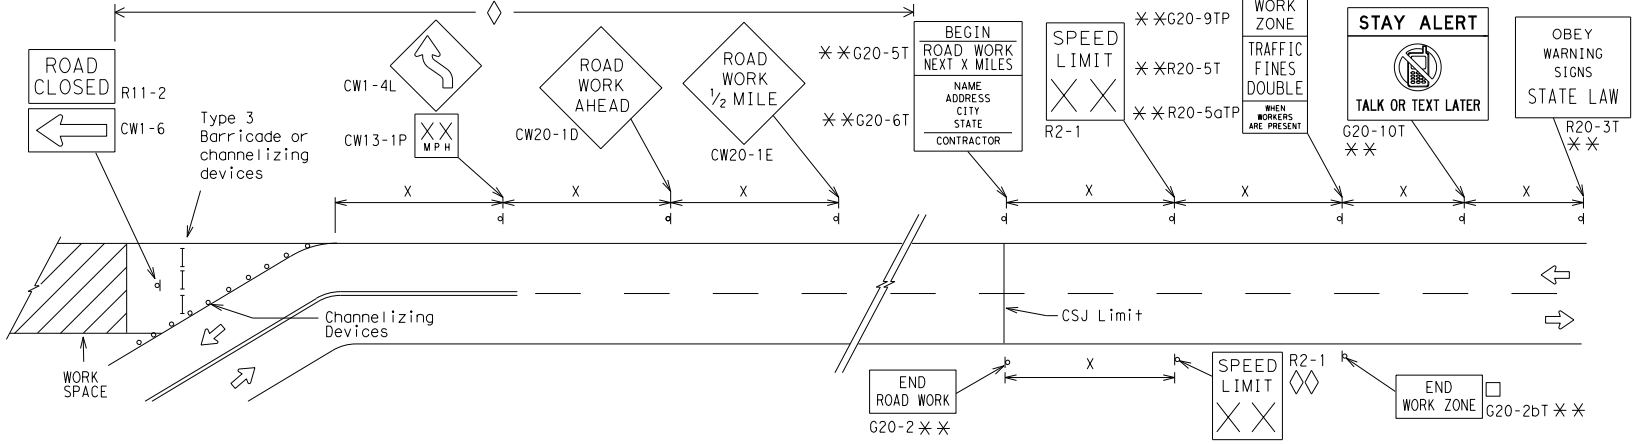 ROAD
CLOSED
R11-2
CW1-6
Type 3
Barricade or
channelizing
devices
CW1-4L
CW13-1P
XX
MPH
ROAD
WORK
AHEAD
CW20-1D
ROAD
WORK
1/2 MILE
CW20-1E
**G20-5T
**G20-6T
BEGIN
ROAD WORK
NEXT X MILES
NAME
ADDRESS
CITY
STATE
CONTRACTOR
SPEED
LIMIT
XX
R2-1
**G20-9TP
**R20-5T
**R20-5aTP
WORK
ZONE
TRAFFIC
FINES
DOUBLE
WHEN
WORKERS
ARE PRESENT
STAY ALERT
TALK OR TEXT LATER
G20-10T
**
OBEY
WARNING
SIGNS
STATE LAW
R20-3T
**
X
X
X
X
X
X
X
Channelizing
Devices
WORK
SPACE
CSJ Limit
X
END
ROAD WORK
G20-2 **
SPEED
LIMIT
XX
R2-1
END
WORK ZONE
G20-2bT **